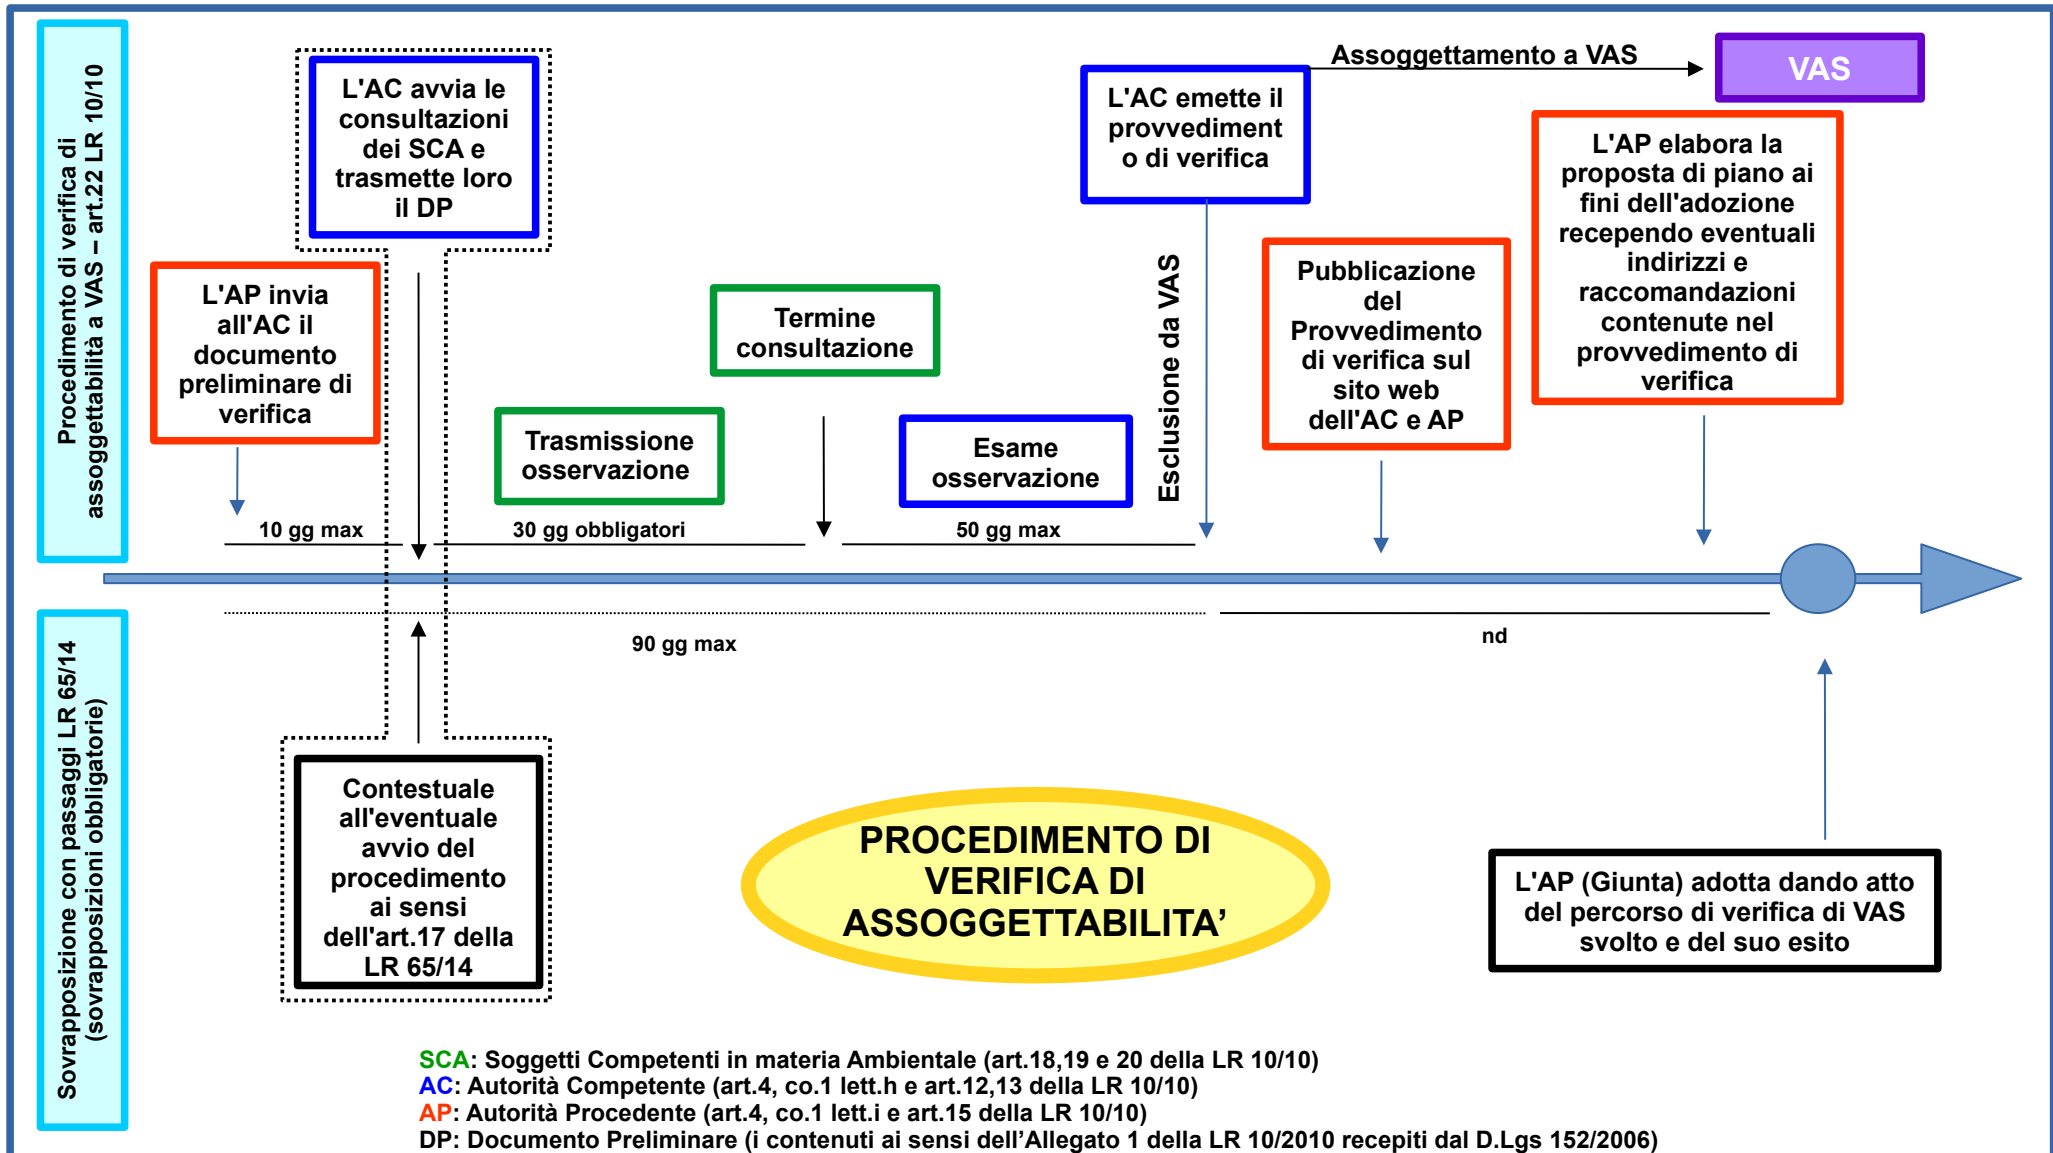 Procedimento di verifica di
assoggettabilità a VAS – art.22 LR 10/10
L'AC avvia le
consultazioni
dei SCA e
trasmette loro
il DP
L'AP invia
all'AC il
documento
preliminare di
verifica
Trasmissione
osservazione
Termine
consultazione
Esame
osservazione
L'AC emette il
provvediment
o di verifica
Assoggettamento a VAS
VAS
Esclusione da VAS
Pubblicazione
del
Provvedimento
di verifica sul
sito web
dell'AC e AP
L'AP elabora la
proposta di piano ai
fini dell'adozione
recependo eventuali
indirizzi e
raccomandazioni
contenute nel
provvedimento di
verifica
10 gg max
30 gg obbligatori
50 gg max
90 gg max
nd
Sovrapposizione con passaggi LR 65/14
(sovrapposizioni obbligatorie)
Contestuale
all'eventuale
avvio del
procedimento
ai sensi
dell'art.17 della
LR 65/14
PROCEDIMENTO DI
VERIFICA DI
ASSOGGETTABILITA’
L'AP (Giunta) adotta dando atto
del percorso di verifica di VAS
svolto e del suo esito
SCA: Soggetti Competenti in materia Ambientale (art.18,19 e 20 della LR 10/10)
AC: Autorità Competente (art.4, co.1 lett.h e art.12,13 della LR 10/10)
AP: Autorità Procedente (art.4, co.1 lett.i e art.15 della LR 10/10)
DP: Documento Preliminare (i contenuti ai sensi dell’Allegato 1 della LR 10/2010 recepiti dal D.Lgs 152/2006)